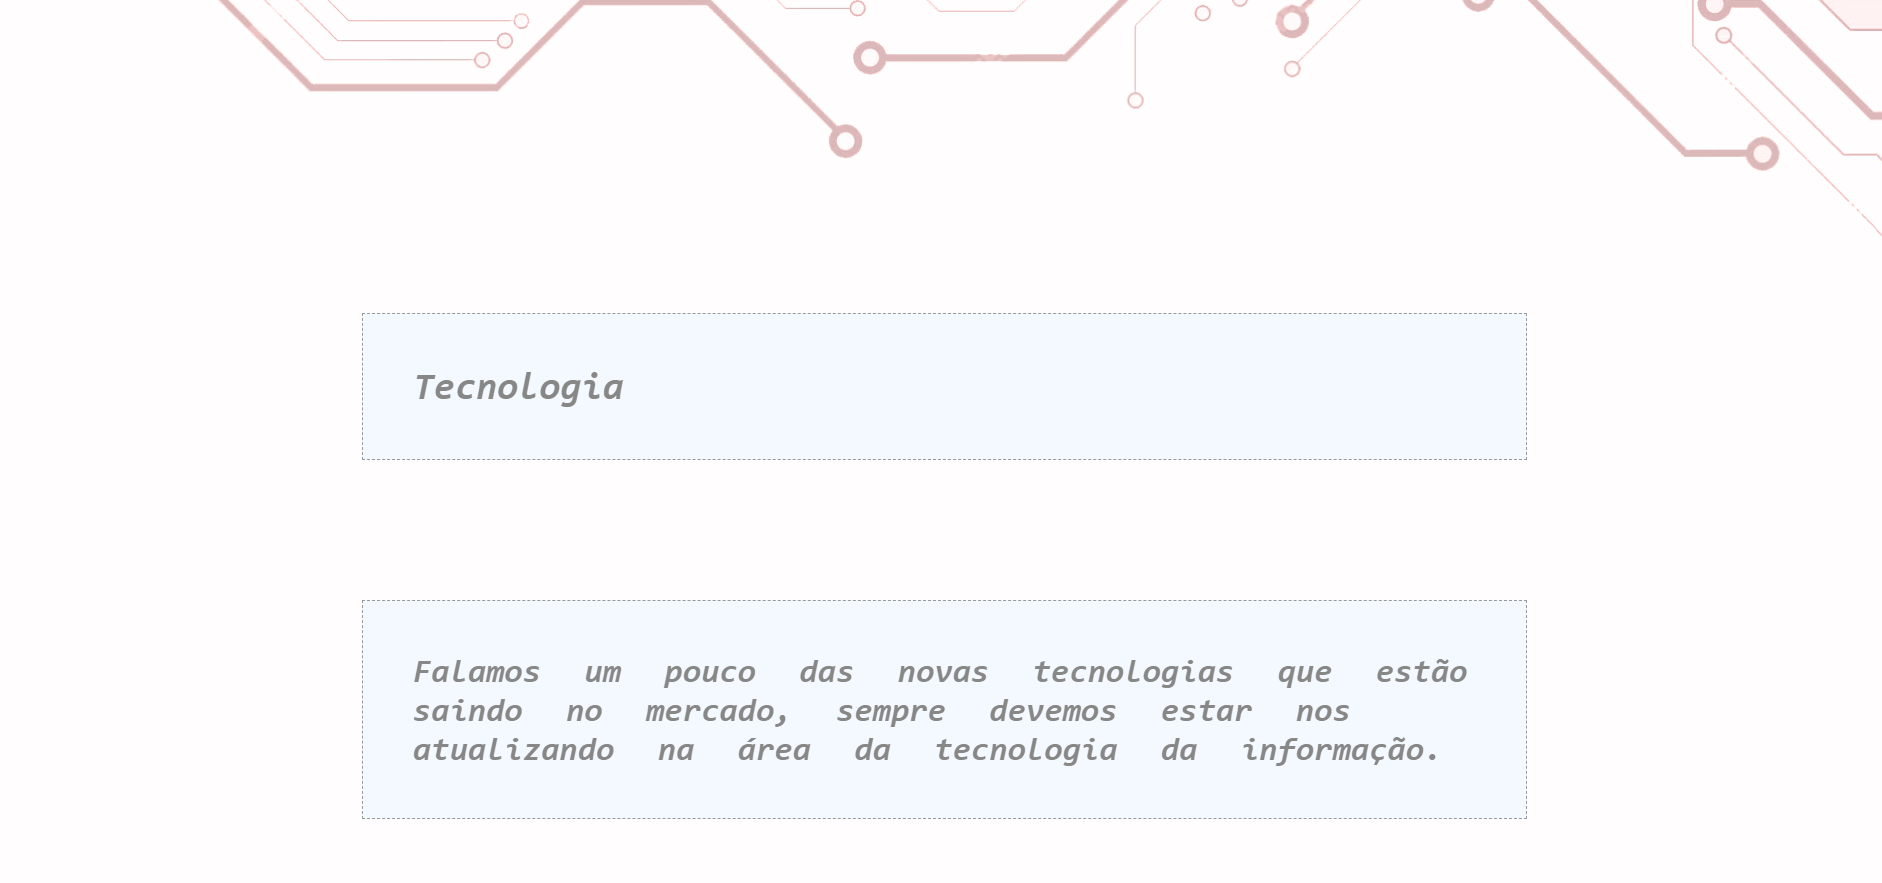 Tecnologia
Falamos um pouco das novas tecnologias que estão
saindo no mercado, sempre devemos estar nos
atualizando na área da tecnologia da informação.